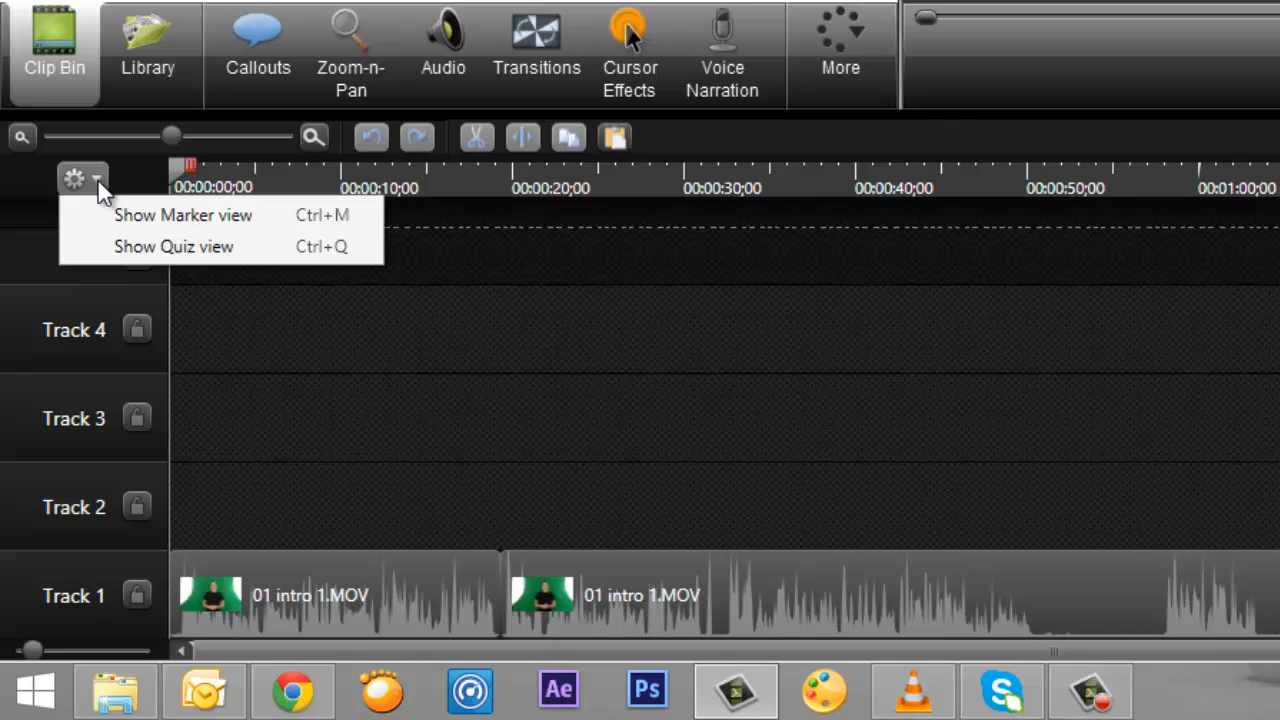 Clip Bin
Library
Callouts
Zoom-n-
Pan
Audio
Transitions
Cursor
Effects
Voice
Narration
More
00:00:00;00
00:00:10;00
00:00:20;00
00:00:30;00
00:00:40;00
00:00:50;00
00:01:00;00
Show Marker view Ctrl+M
Show Quiz view Ctrl+Q
Track 4
Track 3
Track 2
Track 1
01 intro 1.MOV
01 intro 1.MOV
Ae
Ps